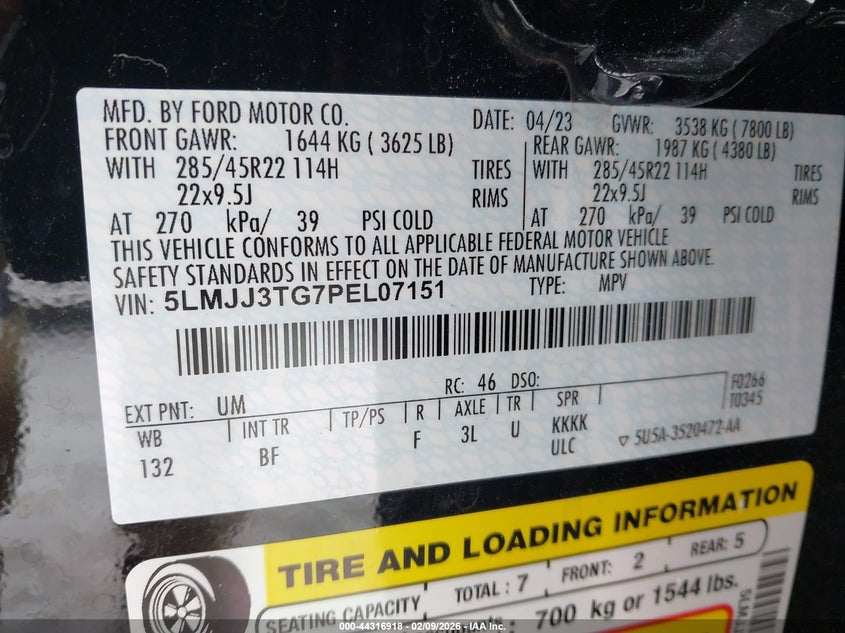 MFD. BY FORD MOTOR CO. DATE: 04/23 GVWR: 3538 KG ( 7800 LB)
FRONT GAWR: 1644 KG ( 3625 LB) REAR GAWR: 1987 KG ( 4380 LB)
WITH 285/45R22 114H TIRES WITH 285/45R22 114H TIRES
22x9.5J RIMS 22x9.5J RIMS
AT 270 kPa/ 39 PSI COLD AT 270 kPa/ 39 PSI COLD
THIS VEHICLE CONFORMS TO ALL APPLICABLE FEDERAL MOTOR VEHICLE
SAFETY STANDARDS IN EFFECT ON THE DATE OF MANUFACTURE SHOWN ABOVE.
VIN: 5LMJJ3TG7PEL07151 TYPE: MPV
EXT PNT: UM RC: 46 DSO: F0266
T0345
WB INT TR TP/PS R AXLE TR SPR
132 BF F 3L U KKKK
ULC 5U5A-3520472-AA
TIRE AND LOADING INFORMATION
SEATING CAPACITY TOTAL : 7 FRONT: 2 REAR: 5
700 kg or 1544 lbs.
000-44316918 - 02/09/2026 - IAA Inc.